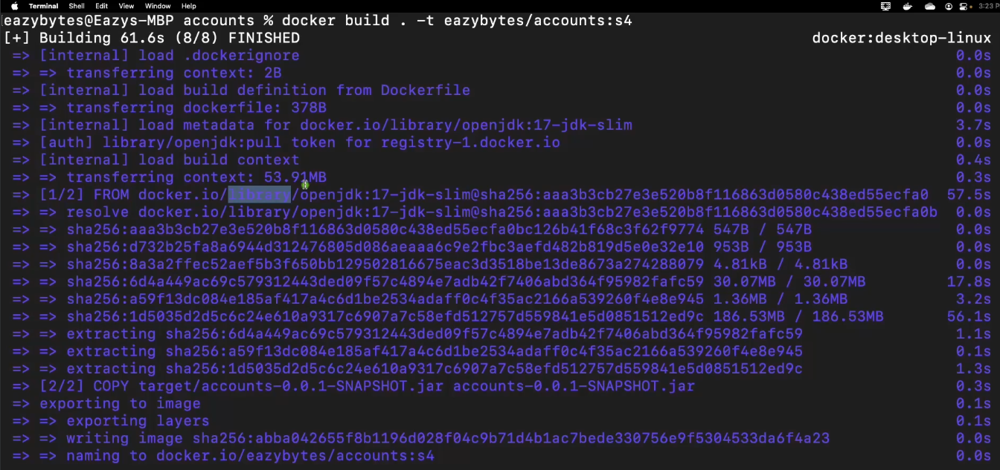 Terminal Shell Edit View Window Help 3:23 P
eazybytes@Eazys-MBP accounts % docker build . -t eazybytes/accounts:s4
[+] Building 61.6s (8/8) FINISHED docker:desktop-linux
=> [internal] load .dockerignore 0.0s
=> => transferring context: 2B 0.0s
=> [internal] load build definition from Dockerfile 0.0s
=> => transferring dockerfile: 378B 0.0s
=> [internal] load metadata for docker.io/library/openjdk:17-jdk-slim 3.7s
=> [auth] library/openjdk:pull token for registry-1.docker.io 0.0s
=> [internal] load build context 0.4s
=> => transferring context: 53.91MB 0.3s
=> [1/2] FROM docker.io/library/openjdk:17-jdk-slim@sha256:aaa3b3cb27e3e520b8f116863d0580c438ed55ecfa0 57.5s
=> => resolve docker.io/library/openjdk:17-jdk-slim@sha256:aaa3b3cb27e3e520b8f116863d0580c438ed55ecfa0b 0.0s
=> => sha256:aaa3b3cb27e3e520b8f116863d0580c438ed55ecfa0bc126b41f68c3f62f9774 547B / 547B 0.0s
=> => sha256:d732b25fa8a6944d312476805d086aeaaa6c9e2fbc3aefd482b819d5e0e32e10 953B / 953B 0.0s
=> => sha256:8a3a2ffec52aef5b3f650bb129502816675eac3d3518be13de8673a274288079 4.81kB / 4.81kB 0.0s
=> => sha256:6d4a449ac69c579312443ded09f57c4894e7adb42f7406abd364f95982fafc59 30.07MB / 30.07MB 17.8s
=> => sha256:a59f13dc084e185af417a4c6d1be2534adaff0c4f35ac2166a539260f4e8e945 1.36MB / 1.36MB 3.2s
=> => sha256:1d5035d2d5c6c24e610a9317c6907a7c58efd512757d559841e5d0851512ed9c 186.53MB / 186.53MB 56.1s
=> => extracting sha256:6d4a449ac69c579312443ded09f57c4894e7adb42f7406abd364f95982fafc59 1.1s
=> => extracting sha256:a59f13dc084e185af417a4c6d1be2534adaff0c4f35ac2166a539260f4e8e945 0.1s
=> => extracting sha256:1d5035d2d5c6c24e610a9317c6907a7c58efd512757d559841e5d0851512ed9c 1.3s
=> [2/2] COPY target/accounts-0.0.1-SNAPSHOT.jar accounts-0.0.1-SNAPSHOT.jar 0.3s
=> exporting to image 0.1s
=> => exporting layers 0.1s
=> => writing image sha256:abba042655f8b1196d028f04c9b71d4b1ac7bede330756e9f5304533da6f4a23 0.0s
=> => naming to docker.io/eazybytes/accounts:s4 0.0s